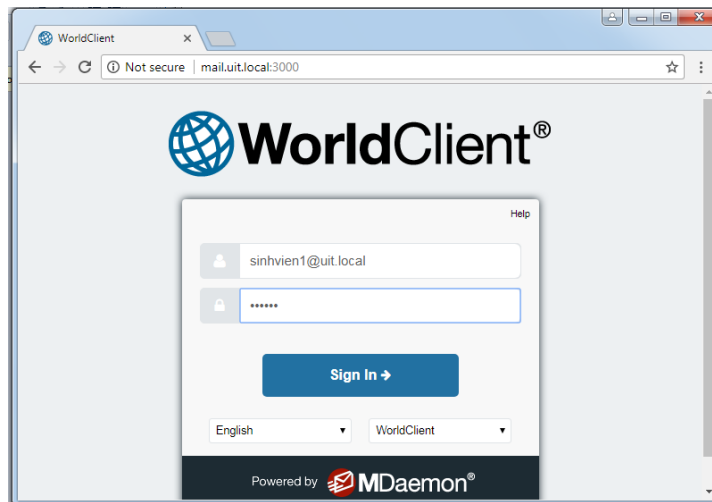 WorldClient
Not secure | mail.uit.local:3000
WorldClient®
Help
sinhvien1@uit.local
••••••
Sign In →
English
WorldClient
Powered by MDaemon®